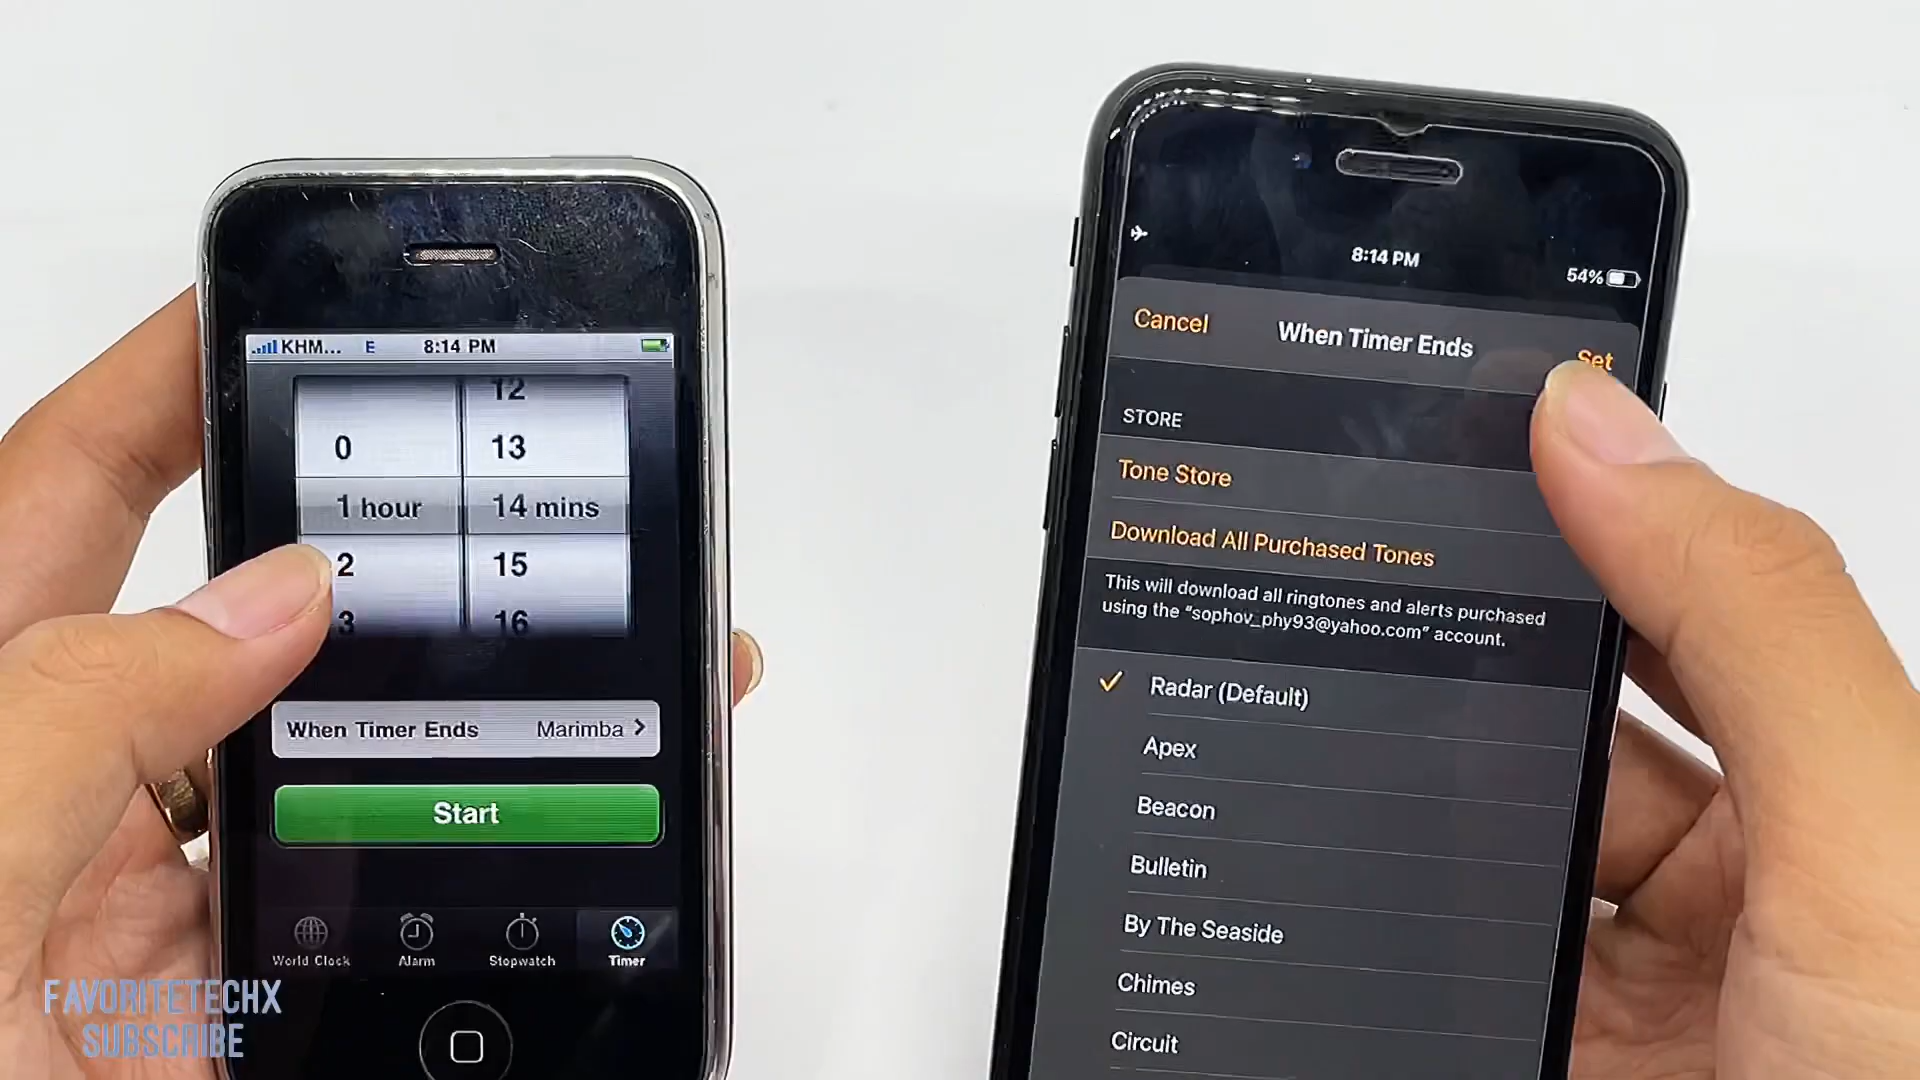 KHM... E 8:14 PM
12
0 13
1 hour 14 mins
2 15
3 16
When Timer Ends Marimba
Start
World Clock Alarm Stopwatch Timer
8:14 PM
54%
Cancel When Timer Ends Set
STORE
Tone Store
Download All Purchased Tones
This will download all ringtones and alerts purchased
using the "sophov_phy93@yahoo.com" account.
Radar (Default)
Apex
Beacon
Bulletin
By The Seaside
Chimes
Circuit
FAVORITETECHX
SUBSCRIBE